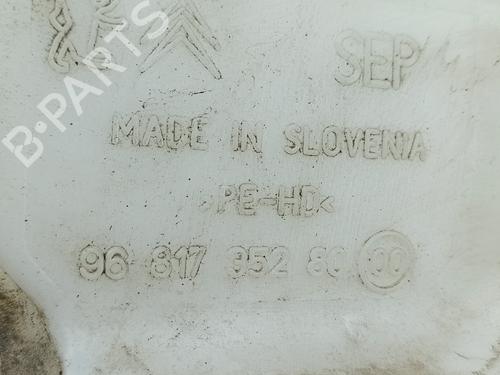 SEP
B-PARTS
MADE IN SLOVENIA
>PE-HD<
96 817 352 80 00